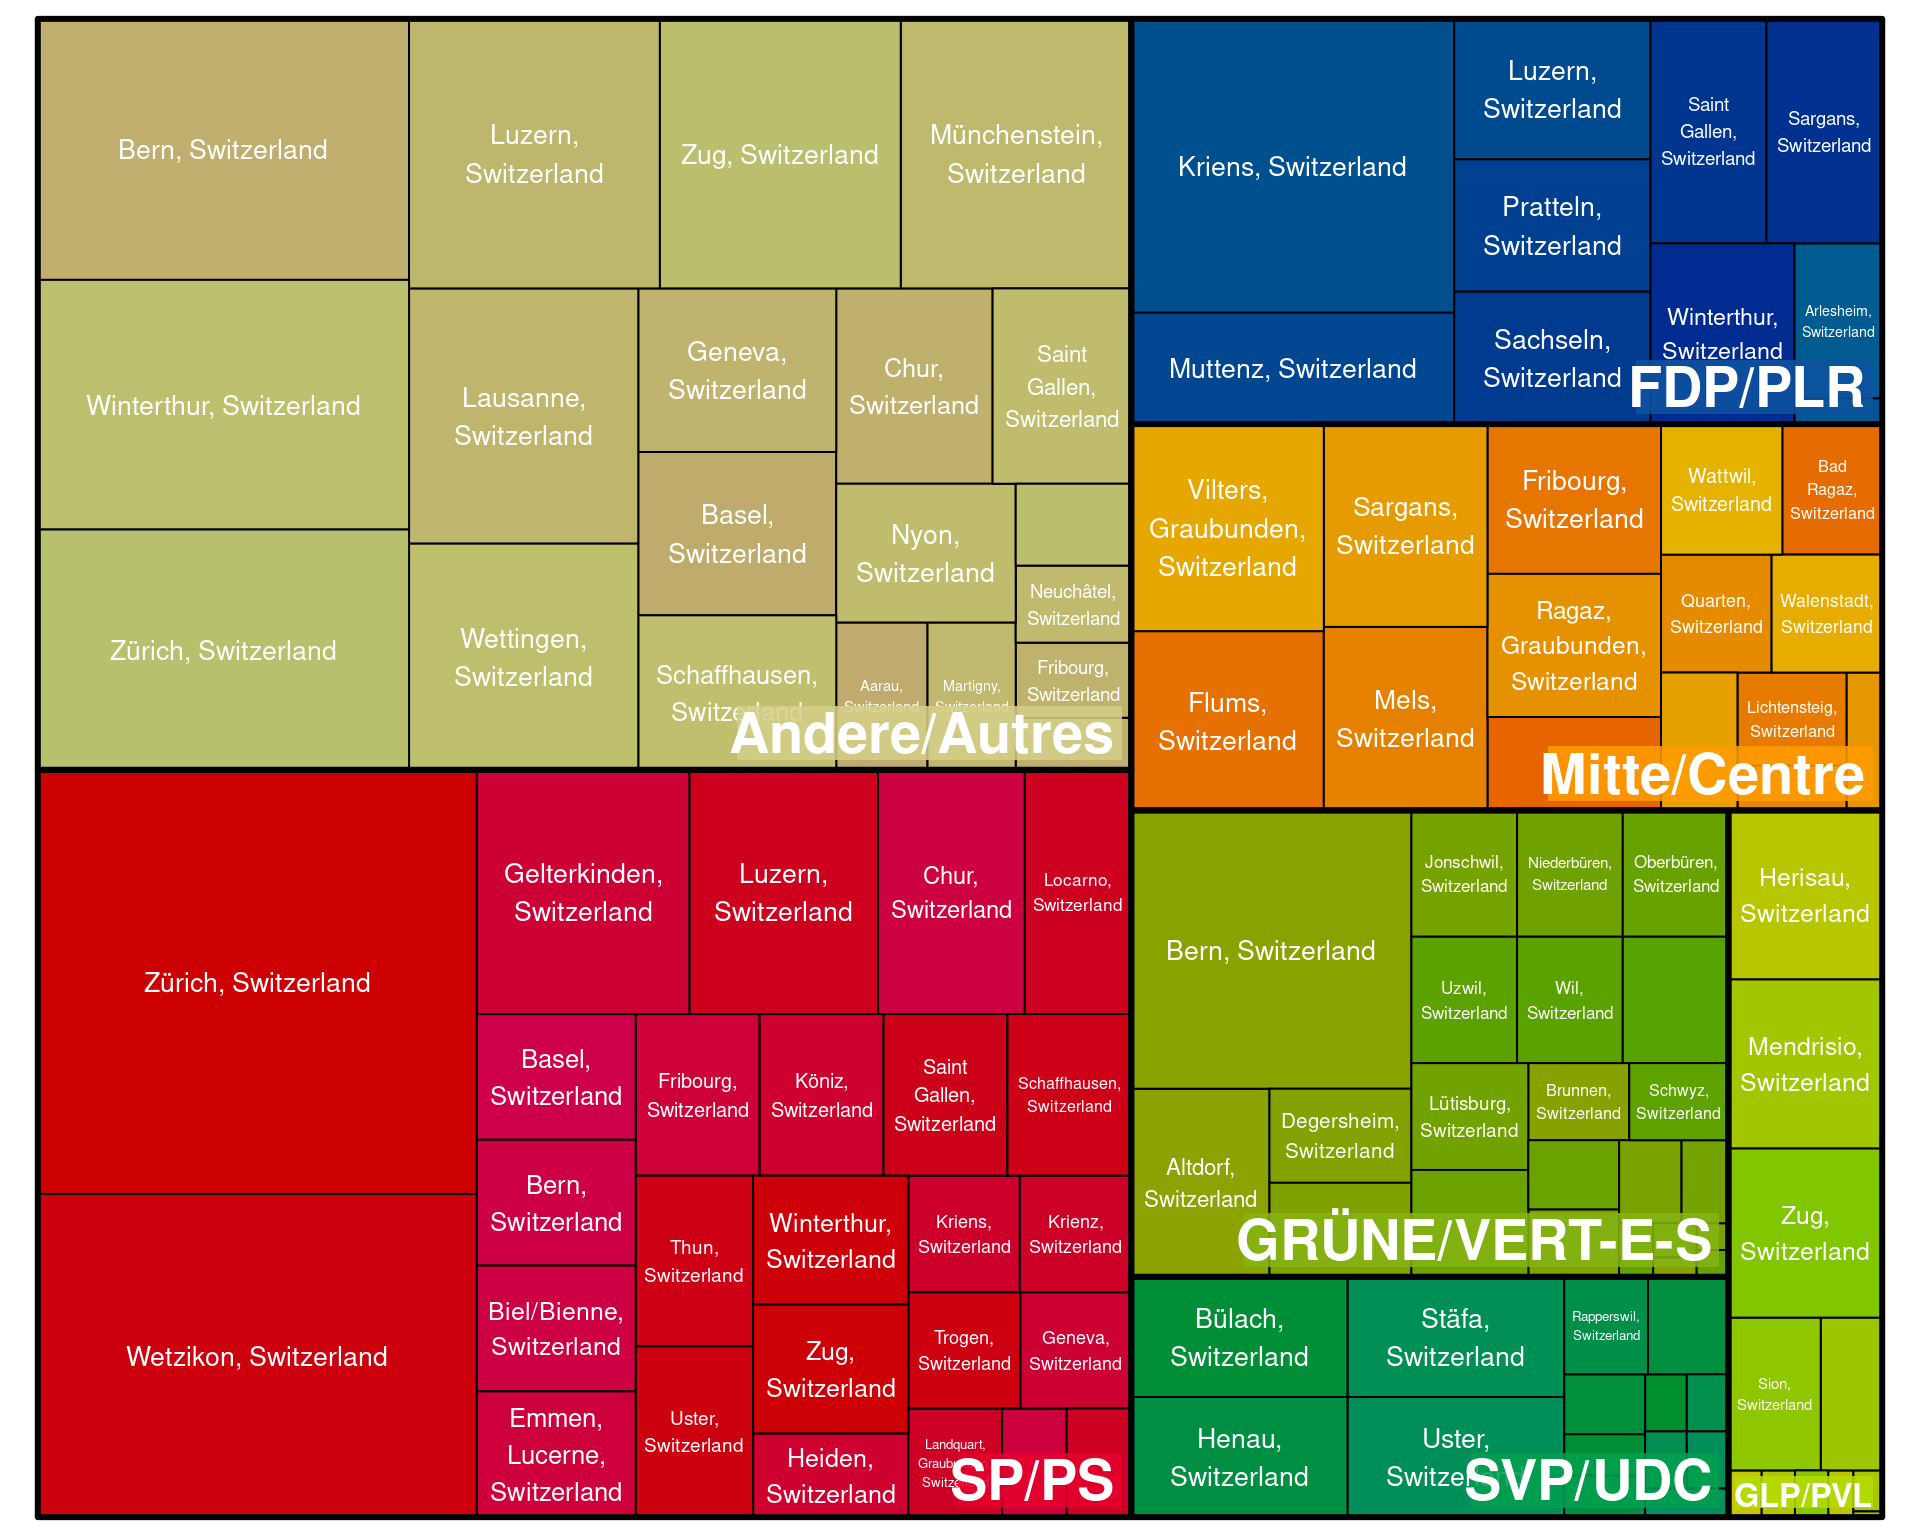 Bern, Switzerland
Luzern,
Switzerland
Zug, Switzerland
Münchenstein,
Switzerland
Winterthur, Switzerland
Zürich, Switzerland
Lausanne,
Switzerland
Wettingen,
Switzerland
Geneva,
Switzerland
Basel,
Switzerland
Schaffhausen,
Switzerland
Chur,
Switzerland
Saint
Gallen,
Switzerland
Nyon,
Switzerland
Neuchâtel,
Switzerland
Fribourg,
Switzerland
Aarau,
Switzerland
Martigny,
Switzerland
Andere/Autres
Kriens, Switzerland
Muttenz, Switzerland
Luzern,
Switzerland
Pratteln,
Switzerland
Sachseln,
Switzerland
Saint
Gallen,
Switzerland
Sargans,
Switzerland
Winterthur,
Switzerland
Arlesheim,
Switzerland
FDP/PLR
Vilters,
Graubunden,
Switzerland
Flums,
Switzerland
Sargans,
Switzerland
Mels,
Switzerland
Fribourg,
Switzerland
Ragaz,
Graubunden,
Switzerland
Wattwil,
Switzerland
Bad
Ragaz,
Switzerland
Quarten,
Switzerland
Walenstadt,
Switzerland
Lichtensteig,
Switzerland
Mitte/Centre
Zürich, Switzerland
Wetzikon, Switzerland
Gelterkinden,
Switzerland
Luzern,
Switzerland
Chur,
Switzerland
Locarno,
Switzerland
Basel,
Switzerland
Bern,
Switzerland
Biel/Bienne,
Switzerland
Emmen,
Lucerne,
Switzerland
Fribourg,
Switzerland
Köniz,
Switzerland
Saint
Gallen,
Switzerland
Schaffhausen,
Switzerland
Thun,
Switzerland
Uster,
Switzerland
Winterthur,
Switzerland
Zug,
Switzerland
Heiden,
Switzerland
Kriens,
Switzerland
Krienz,
Switzerland
Trogen,
Switzerland
Geneva,
Switzerland
Landquart,
SP/PS
Bern, Switzerland
Altdorf,
Switzerland
Degersheim,
Switzerland
Jonschwil,
Switzerland
Niederbüren,
Switzerland
Oberbüren,
Switzerland
Uzwil,
Switzerland
Wil,
Switzerland
Lütisburg,
Switzerland
Brunnen,
Switzerland
Schwyz,
Switzerland
GRÜNE/VERT-E-S
Bülach,
Switzerland
Henau,
Switzerland
Stäfa,
Switzerland
Uster,
Switzerland
Rapperswil,
Switzerland
SVP/UDC
Herisau,
Switzerland
Mendrisio,
Switzerland
Zug,
Switzerland
Sion,
Switzerland
GLP/PVL